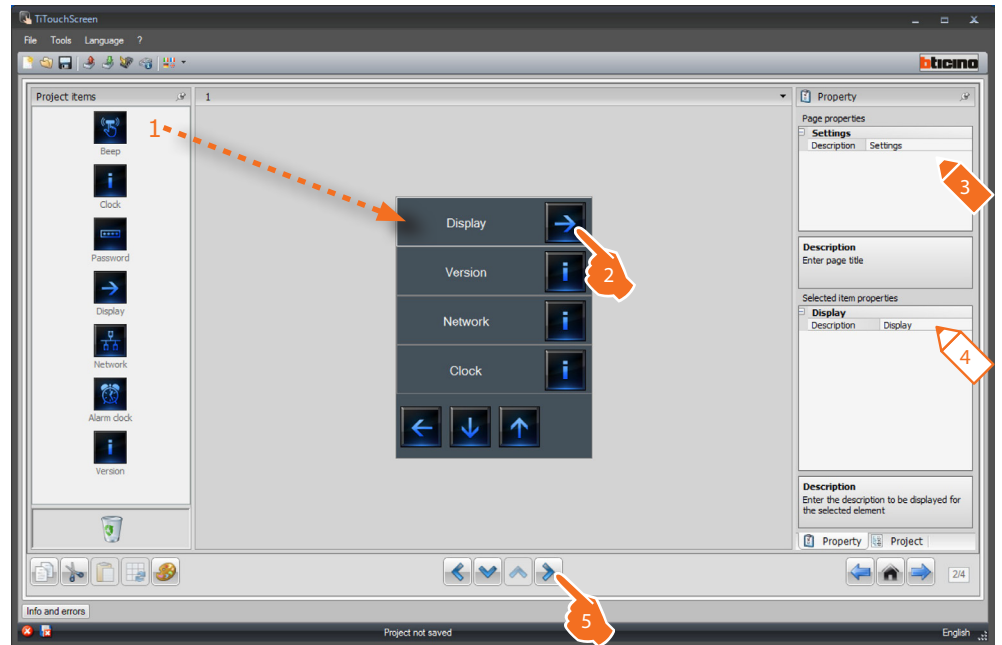 TiTouchScreen
File Tools Language ?
bticino
Project items
1
Property
Beep
Clock
Password
Display
Network
Alarm clock
Version
1
Display
Version
Network
Clock
2
Page properties
Settings
Description Settings
3
Description
Enter page title
Selected item properties
Display
Description Display
4
Description
Enter the description to be displayed for
the selected element
Property Project
5
2/4
Info and errors
Project not saved
English